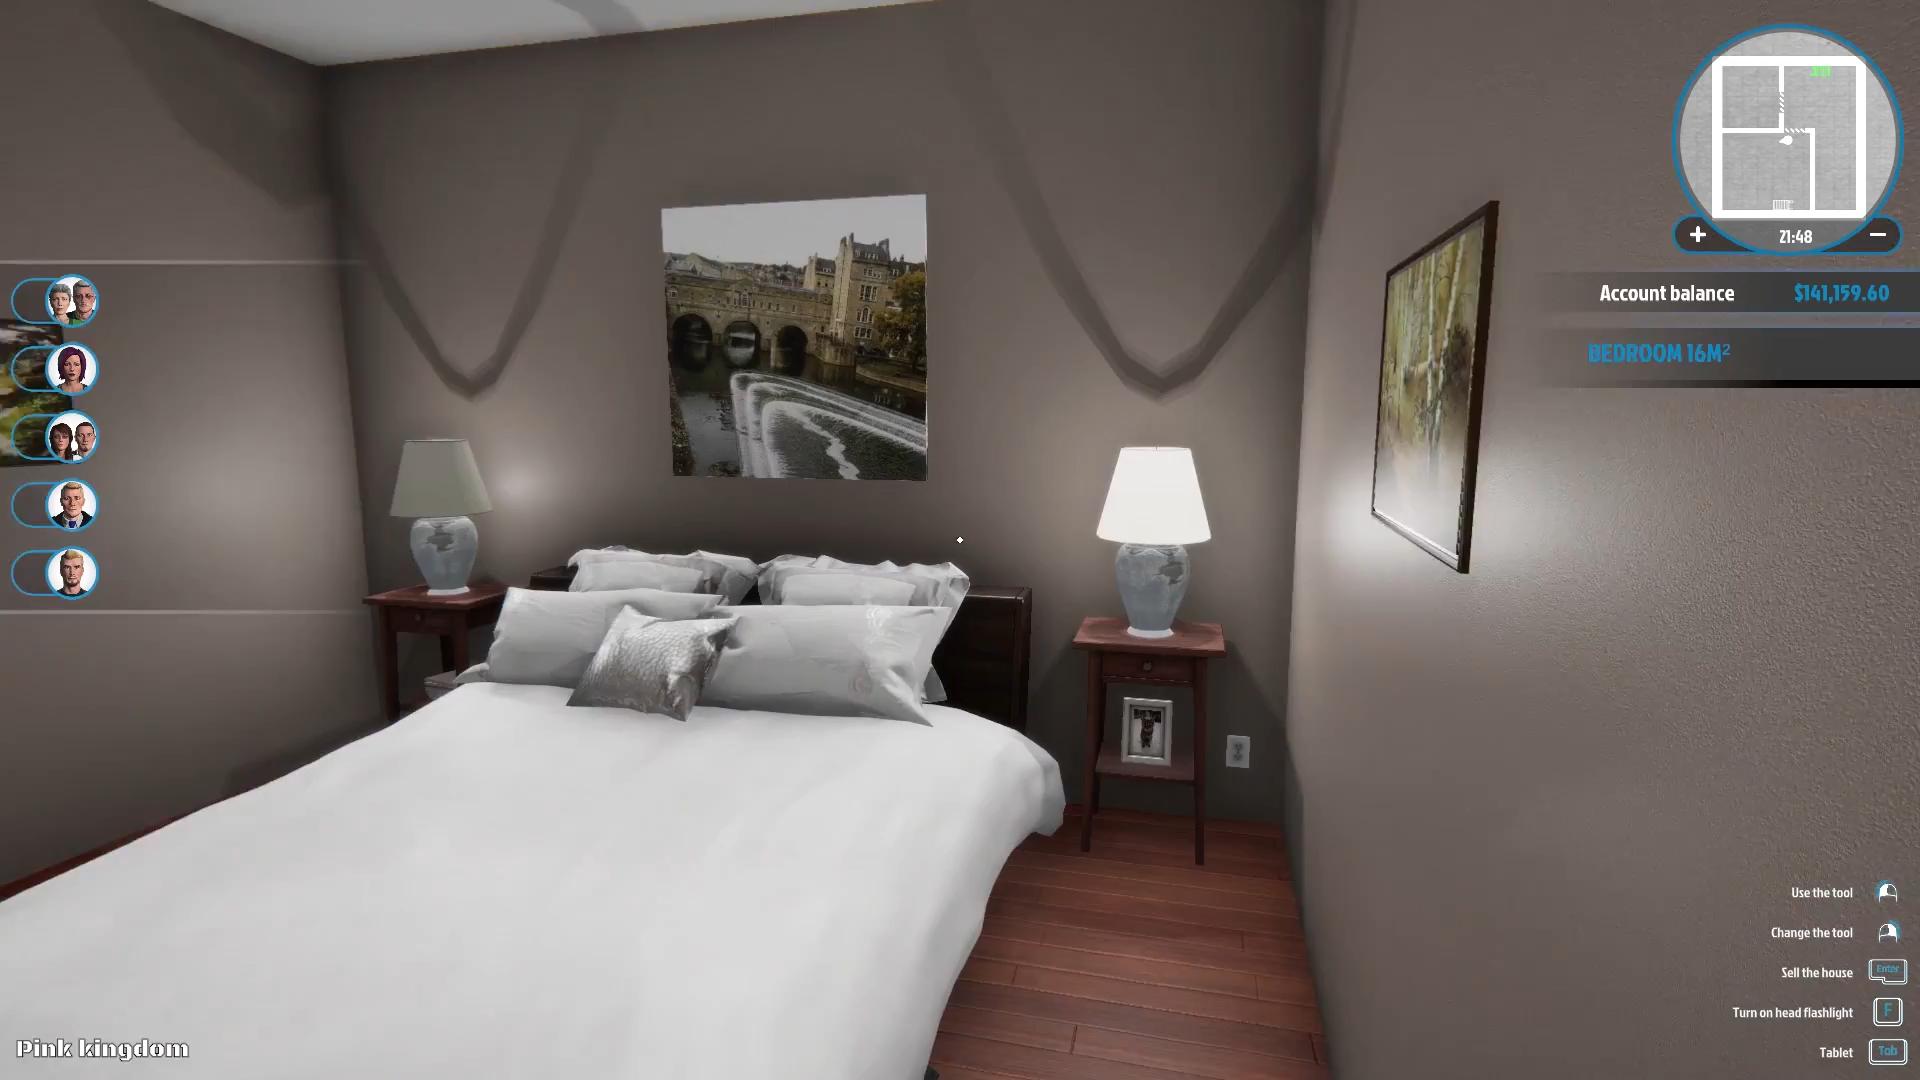 21:48
Account balance $141,159.60
BEDROOM 16M²
Use the tool
Change the tool
Sell the house Enter
Turn on head flashlight F
Tablet Tab
Pink kingdom